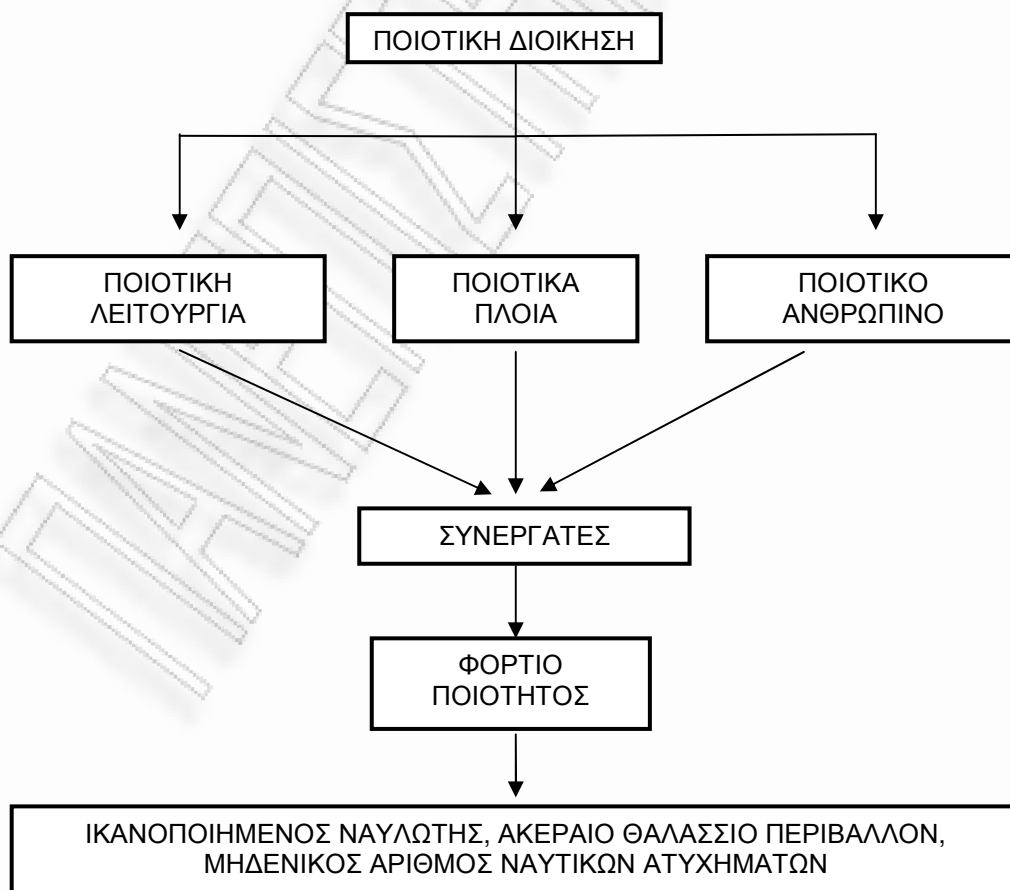 ΠΟΙΟΤΙΚΗ ΔΙΟΙΚΗΣΗ
ΠΟΙΟΤΙΚΗ
ΛΕΙΤΟΥΡΓΙΑ
ΠΟΙΟΤΙΚΑ
ΠΛΟΙΑ
ΠΟΙΟΤΙΚΟ
ΑΝΘΡΩΠΙΝΟ
ΣΥΝΕΡΓΑΤΕΣ
ΦΟΡΤΙΟ
ΠΟΙΟΤΗΤΟΣ
ΙΚΑΝΟΠΟΙΗΜΕΝΟΣ ΝΑΥΛΩΤΗΣ, ΑΚΕΡΑΙΟ ΘΑΛΑΣΣΙΟ ΠΕΡΙΒΑΛΛΟΝ,
ΜΗΔΕΝΙΚΟΣ ΑΡΙΘΜΟΣ ΝΑΥΤΙΚΩΝ ΑΤΥΧΗΜΑΤΩΝ